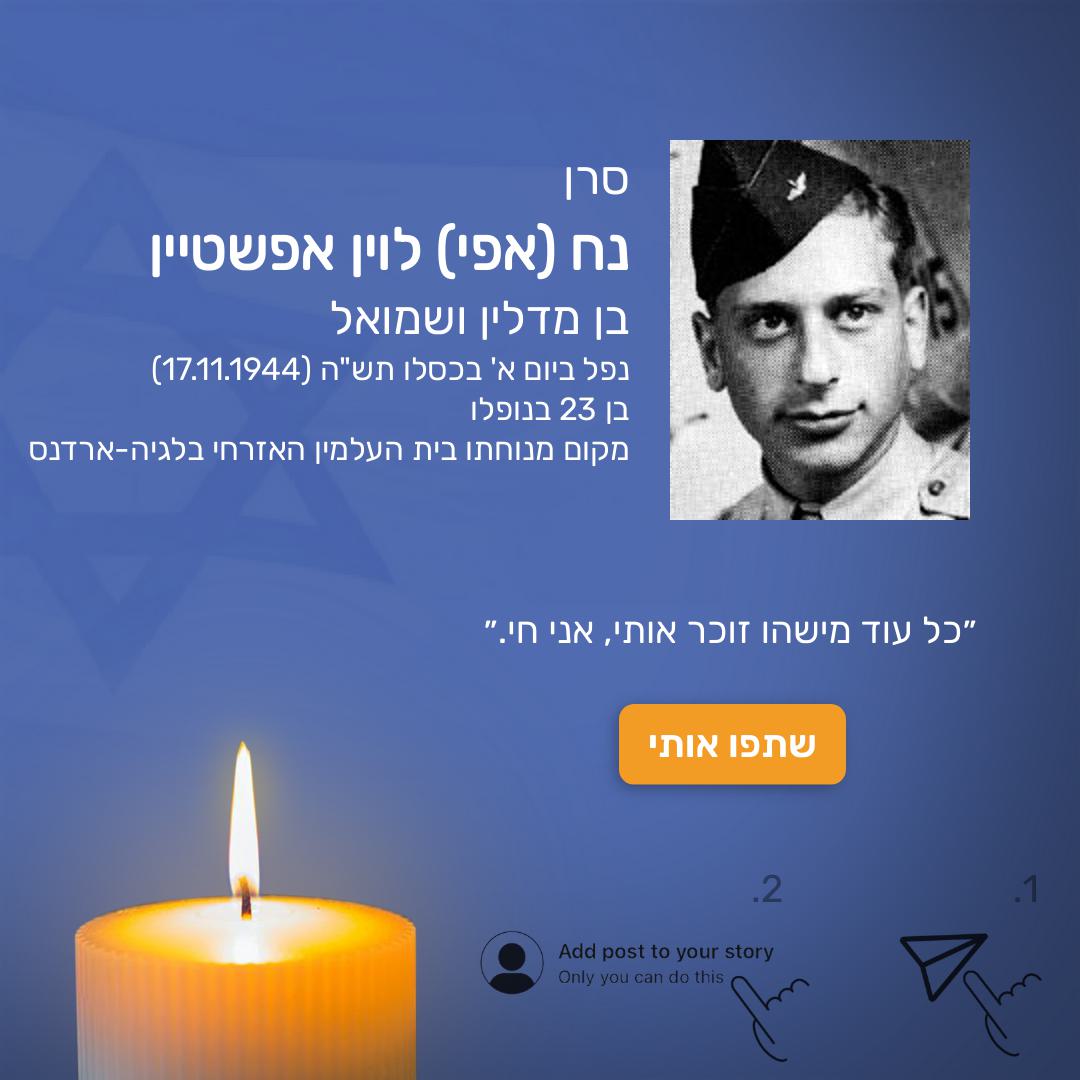 סרן
נח (אפי) לוין אפשטיין
בן מדלין ושמואל
נפל ביום א' בכסלו תש"ה (17.11.1944)
בן 23 בנופלו
מקום מנוחתו בית העלמין האזרחי בלגיה-ארדנס
״כל עוד מישהו זוכר אותי, אני חי.״
שתפו אותי
.1
.2
Add post to your story
Only you can do this